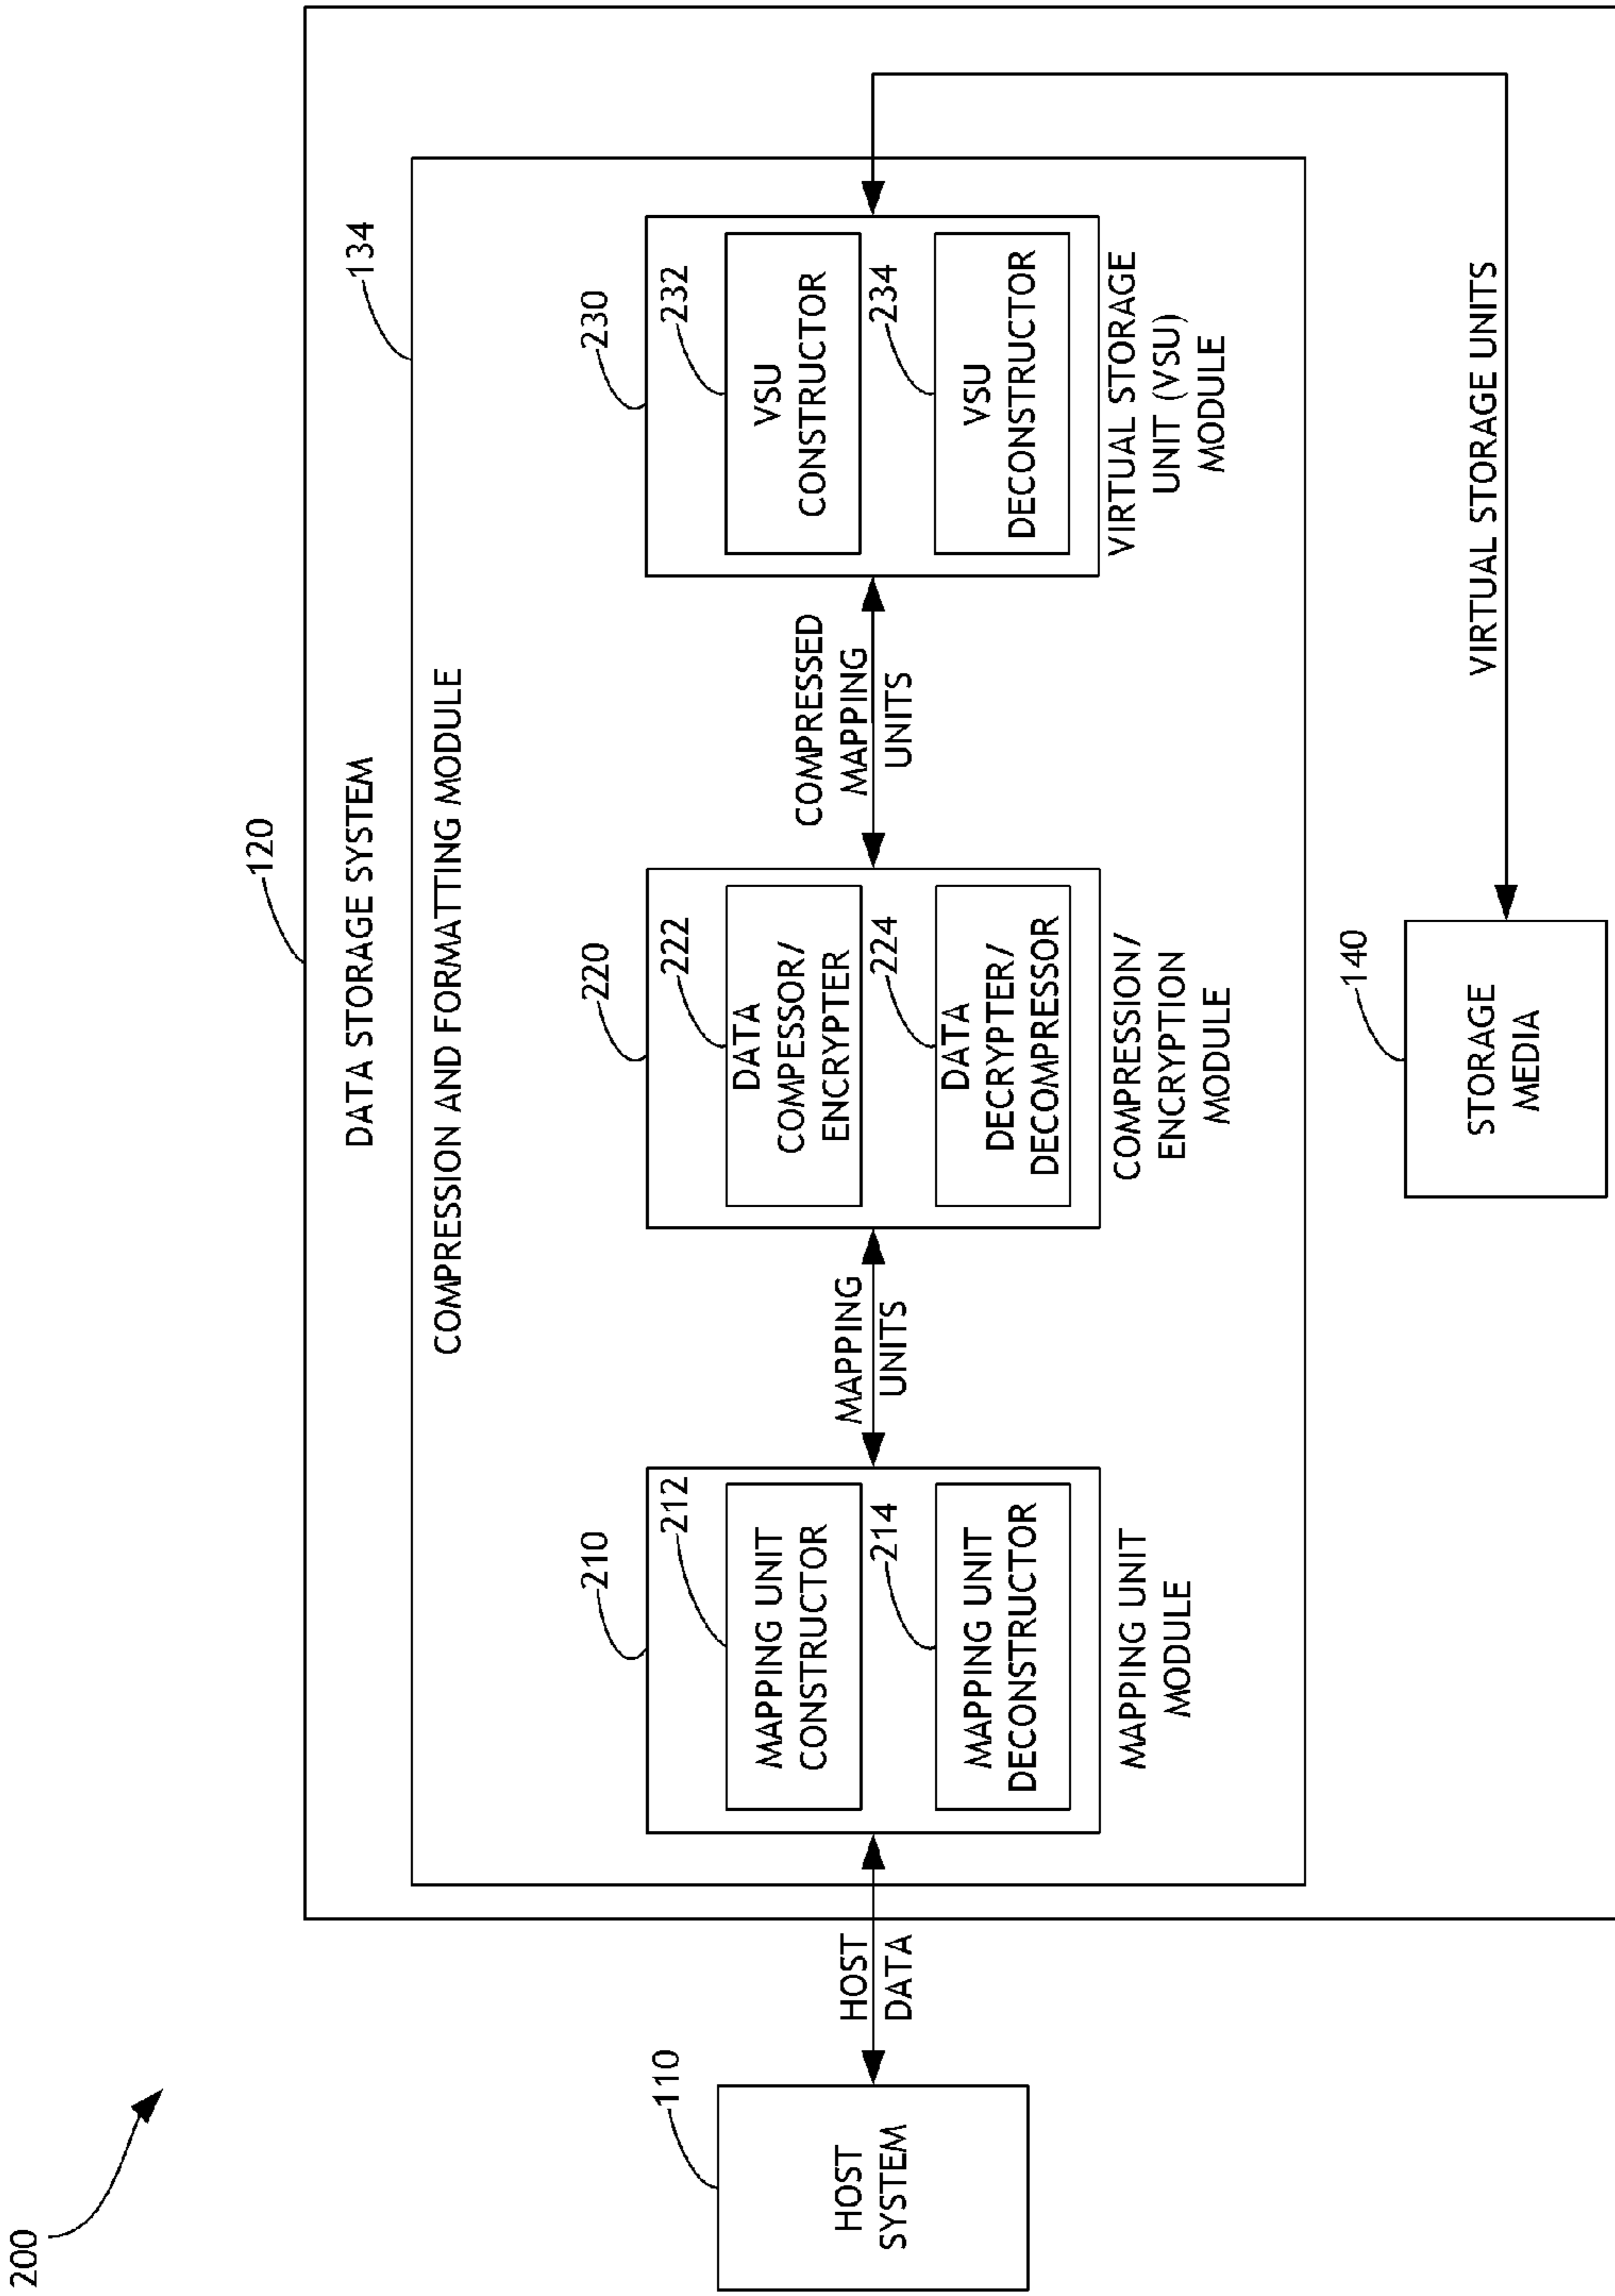 200
120
DATA STORAGE SYSTEM
134
COMPRESSION AND FORMATTING MODULE
110
HOST
SYSTEM
HOST
DATA
210
212
MAPPING UNIT
CONSTRUCTOR
214
MAPPING UNIT
DECONSTRUCTOR
MAPPING UNIT
MODULE
MAPPING
UNITS
220
222
DATA
COMPESSOR/
ENCRYPTER
224
DATA
DECRYPTER/
DECOMPRESSOR
COMPRESSION/
ENCRYPTION
MODULE
COMPRESSED
MAPPING
UNITS
230
232
VSU
CONSTRUCTOR
234
VSU
DECONSTRUCTOR
VIRTUAL STORAGE
UNIT (VSU)
MODULE
140
STORAGE
MEDIA
VIRTUAL STORAGE UNITS